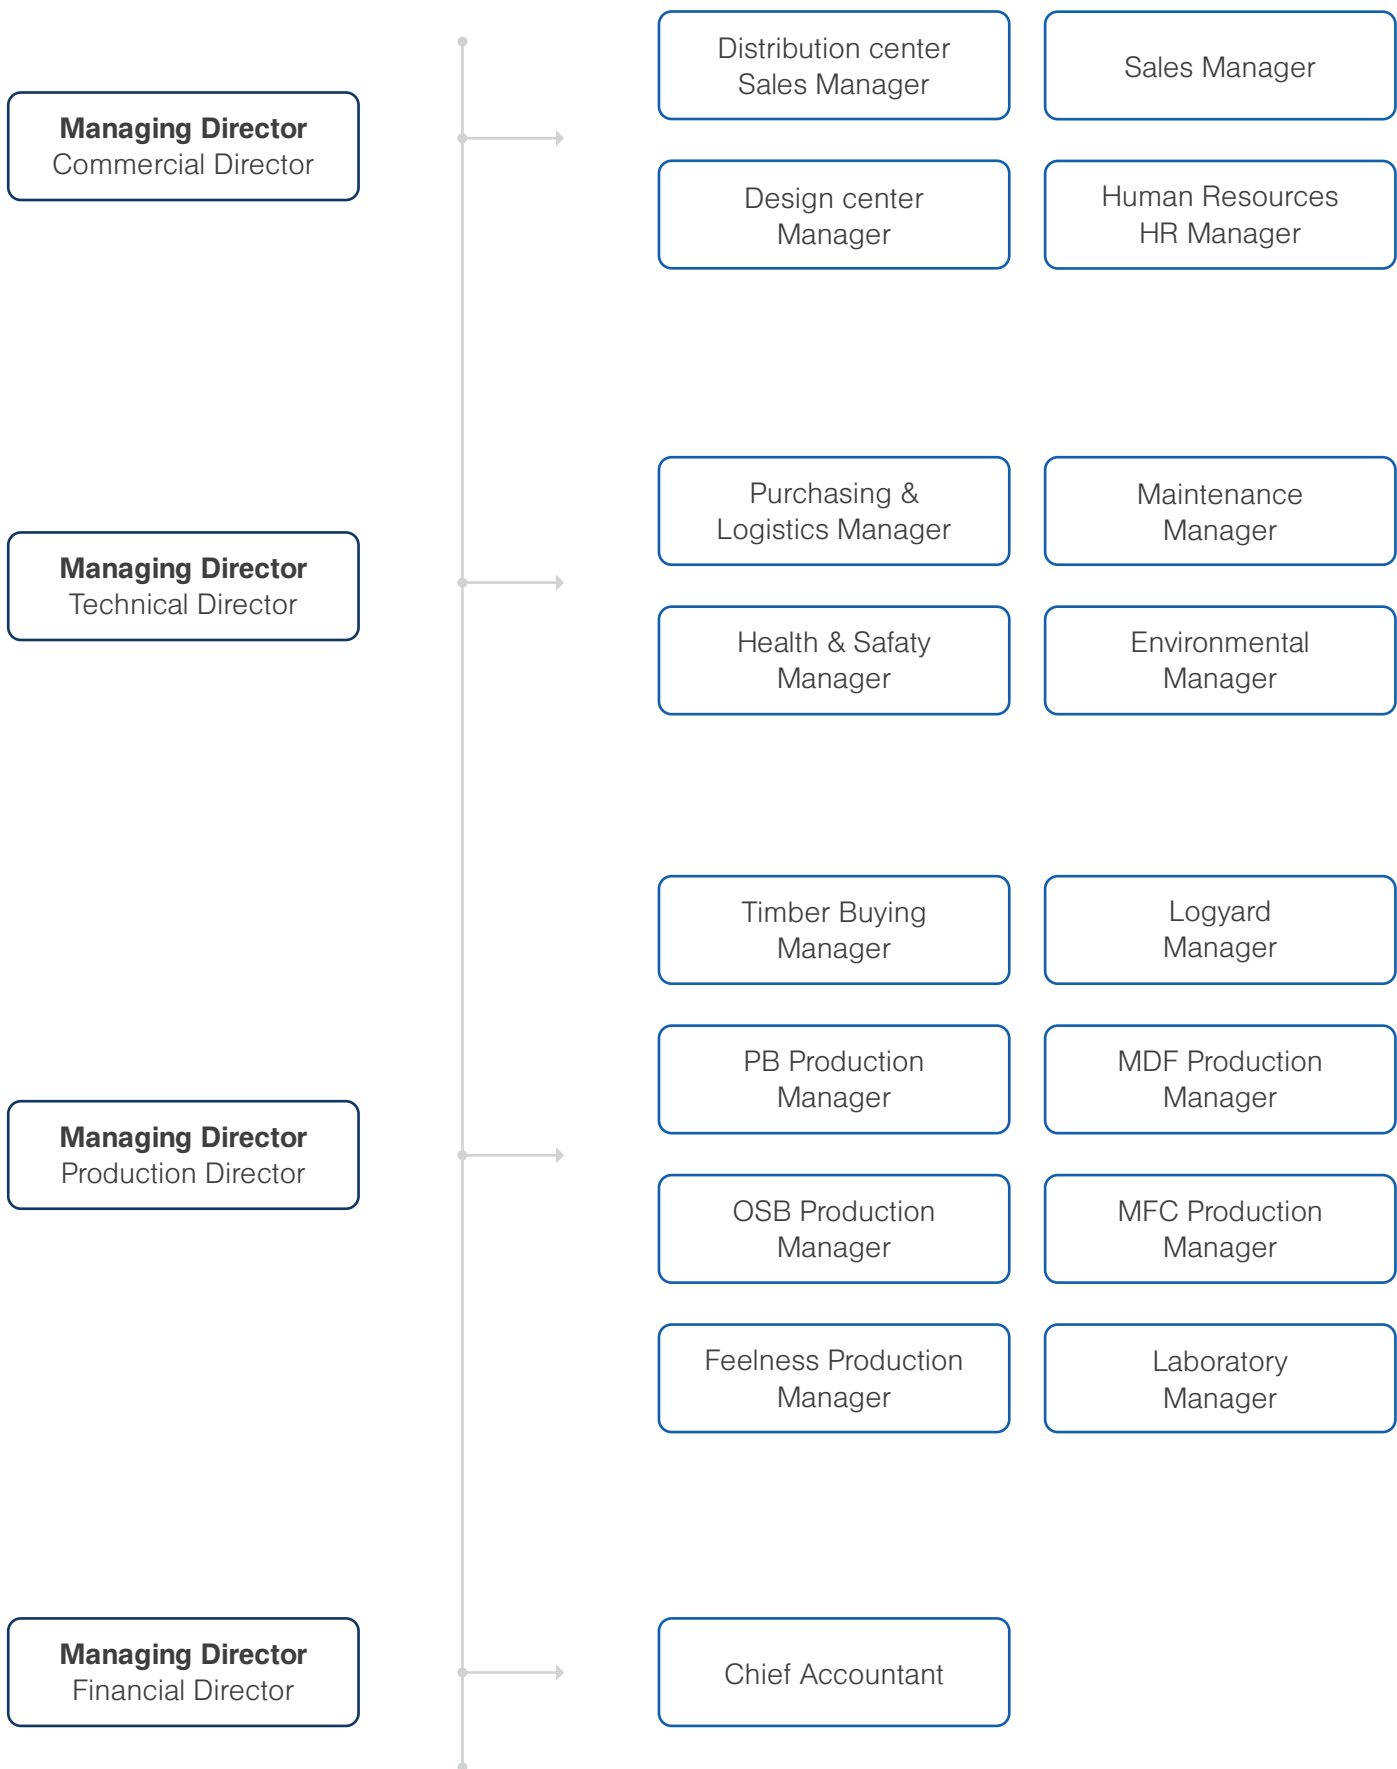 Managing Director
Commercial Director
Distribution center
Sales Manager
Sales Manager
Design center
Manager
Human Resources
HR Manager
Managing Director
Technical Director
Purchasing &
Logistics Manager
Maintenance
Manager
Health & Safaty
Manager
Environmental
Manager
Managing Director
Production Director
Timber Buying
Manager
Logyard
Manager
PB Production
Manager
MDF Production
Manager
OSB Production
Manager
MFC Production
Manager
Feelness Production
Manager
Laboratory
Manager
Managing Director
Financial Director
Chief Accountant